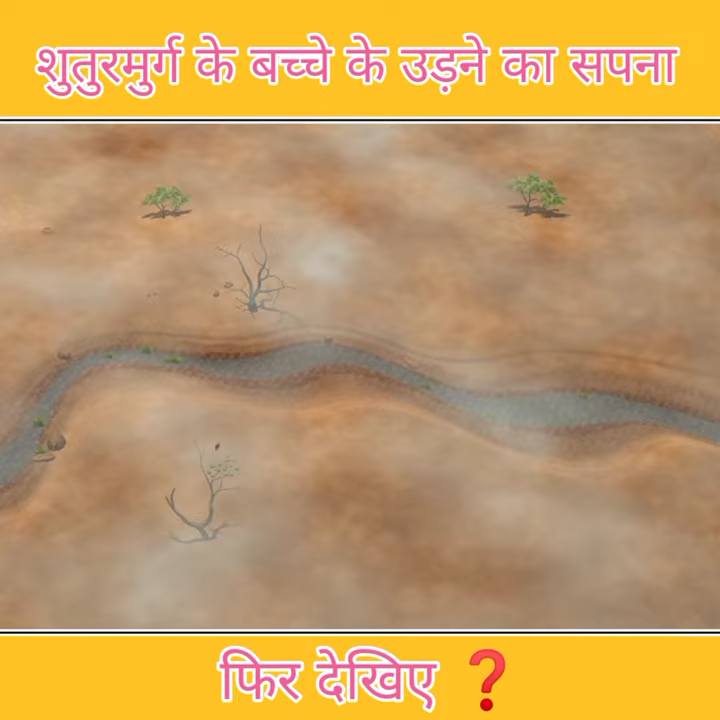 शुतुरमुर्ग के बच्चे के उड़ने का सपना
फिर देखिए ❓